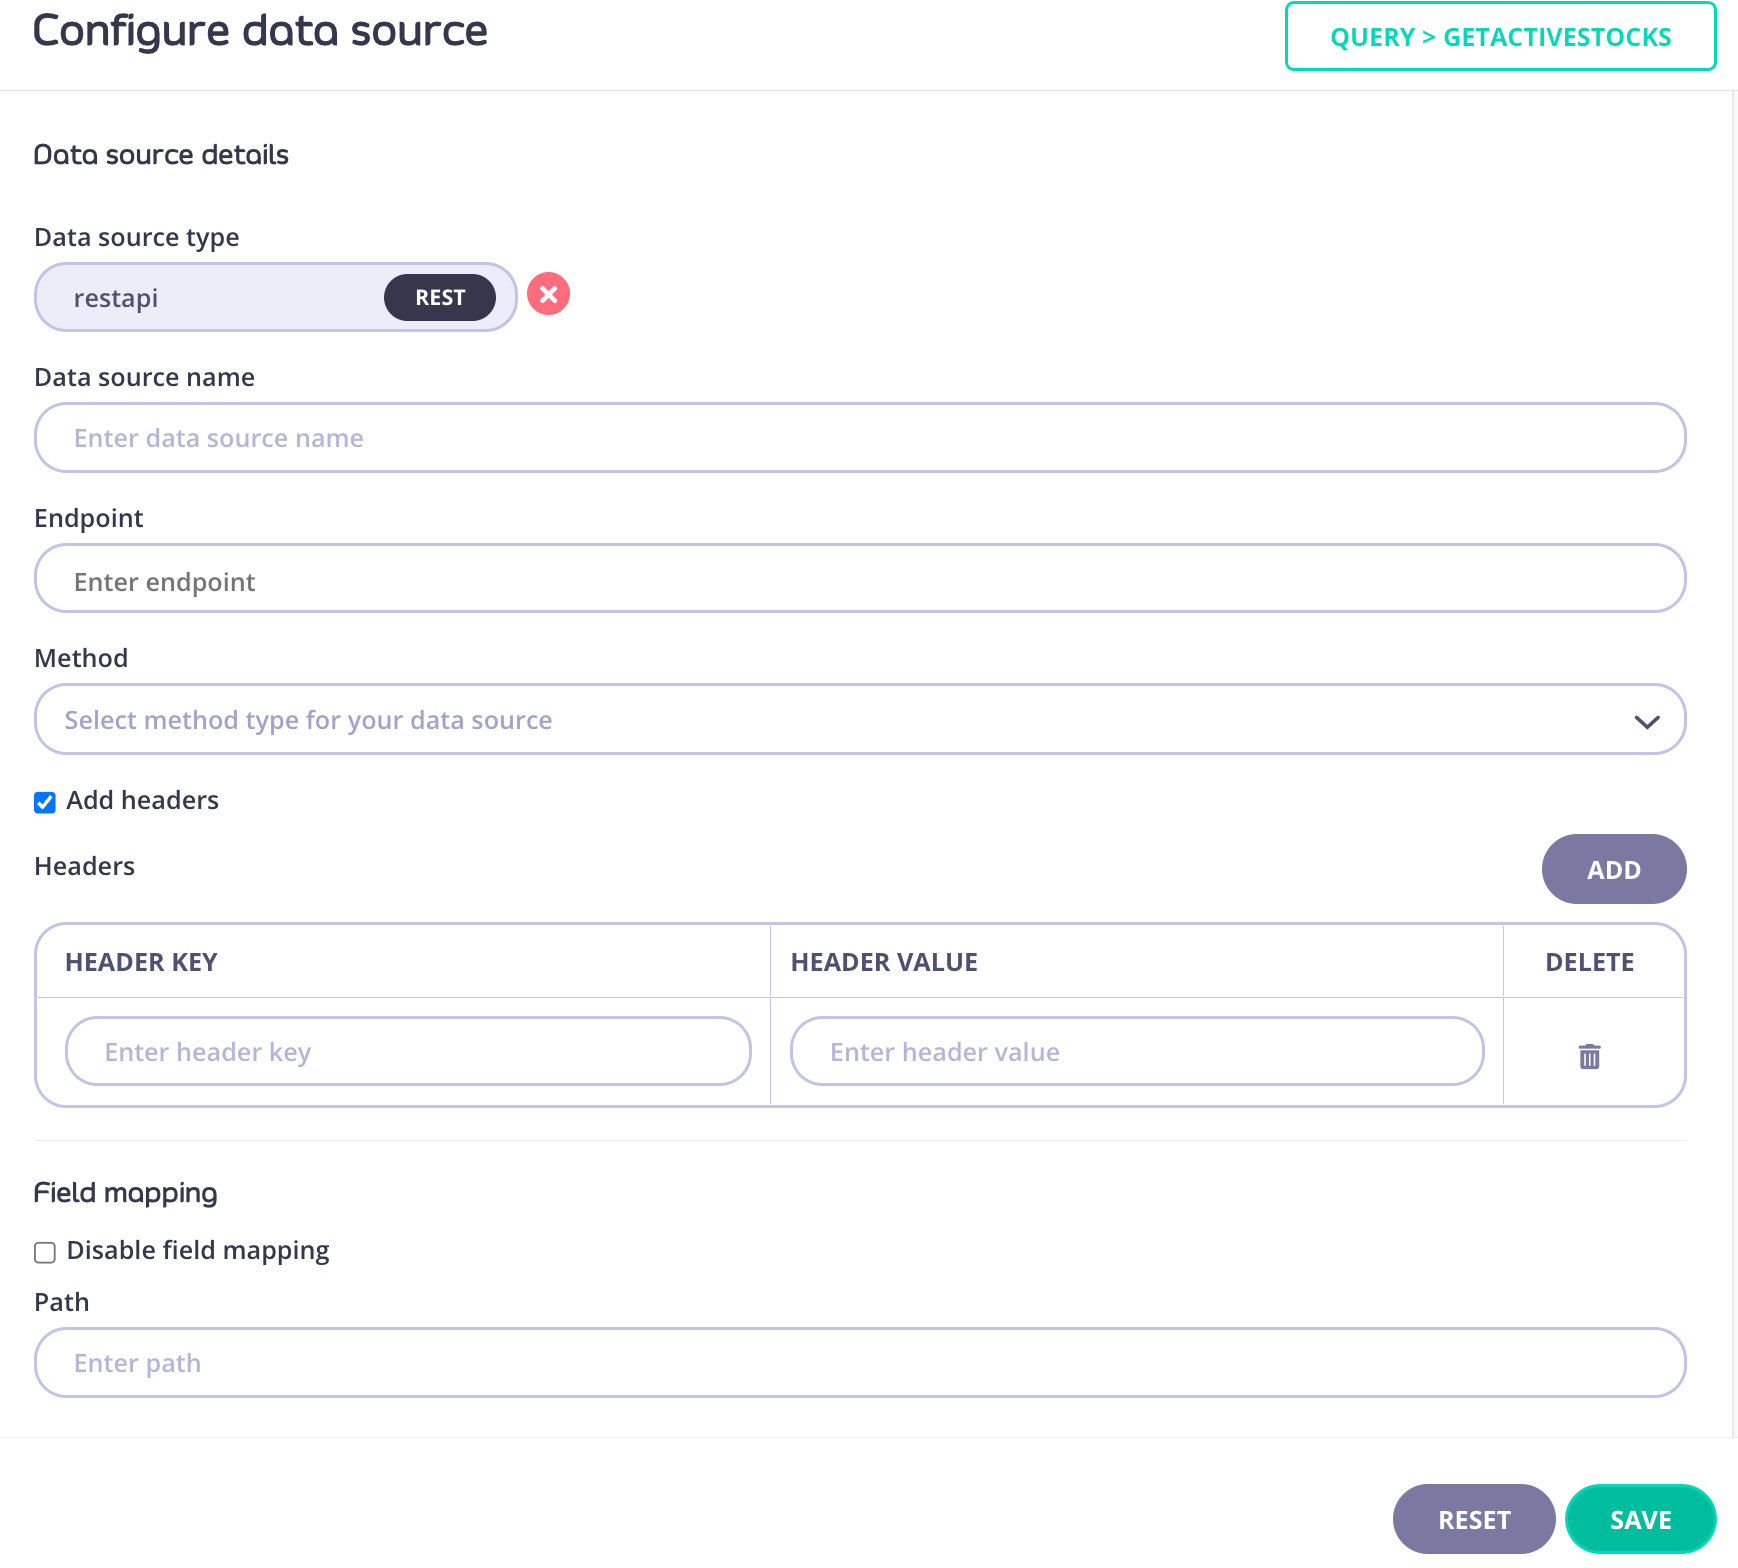 Configure data source
QUERY > GETACTIVESTOCKS
Data source details
Data source type
restapi REST
Data source name
Enter data source name
Endpoint
Enter endpoint
Method
Select method type for your data source
Add headers
Headers
ADD
HEADER KEY HEADER VALUE DELETE
Enter header key Enter header value
Field mapping
Disable field mapping
Path
Enter path
RESET SAVE